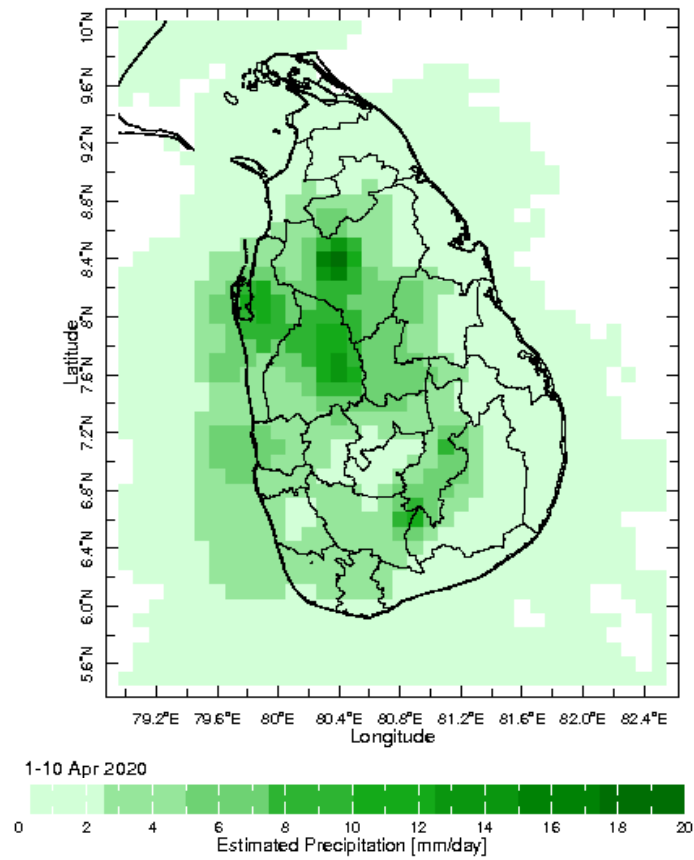 10°N
9.6°N
9.2°N
8.8°N
8.4°N
8°N
7.6°N
7.2°N
6.8°N
6.4°N
6.0°N
5.6°N
Latitude
79.2°E 79.6°E 80°E 80.4°E 80.8°E 81.2°E 81.6°E 82.0°E 82.4°E
Longitude
1-10 Apr 2020
0 2 4 6 8 10 12 14 16 18 20
Estimated Precipitation [mm/day]